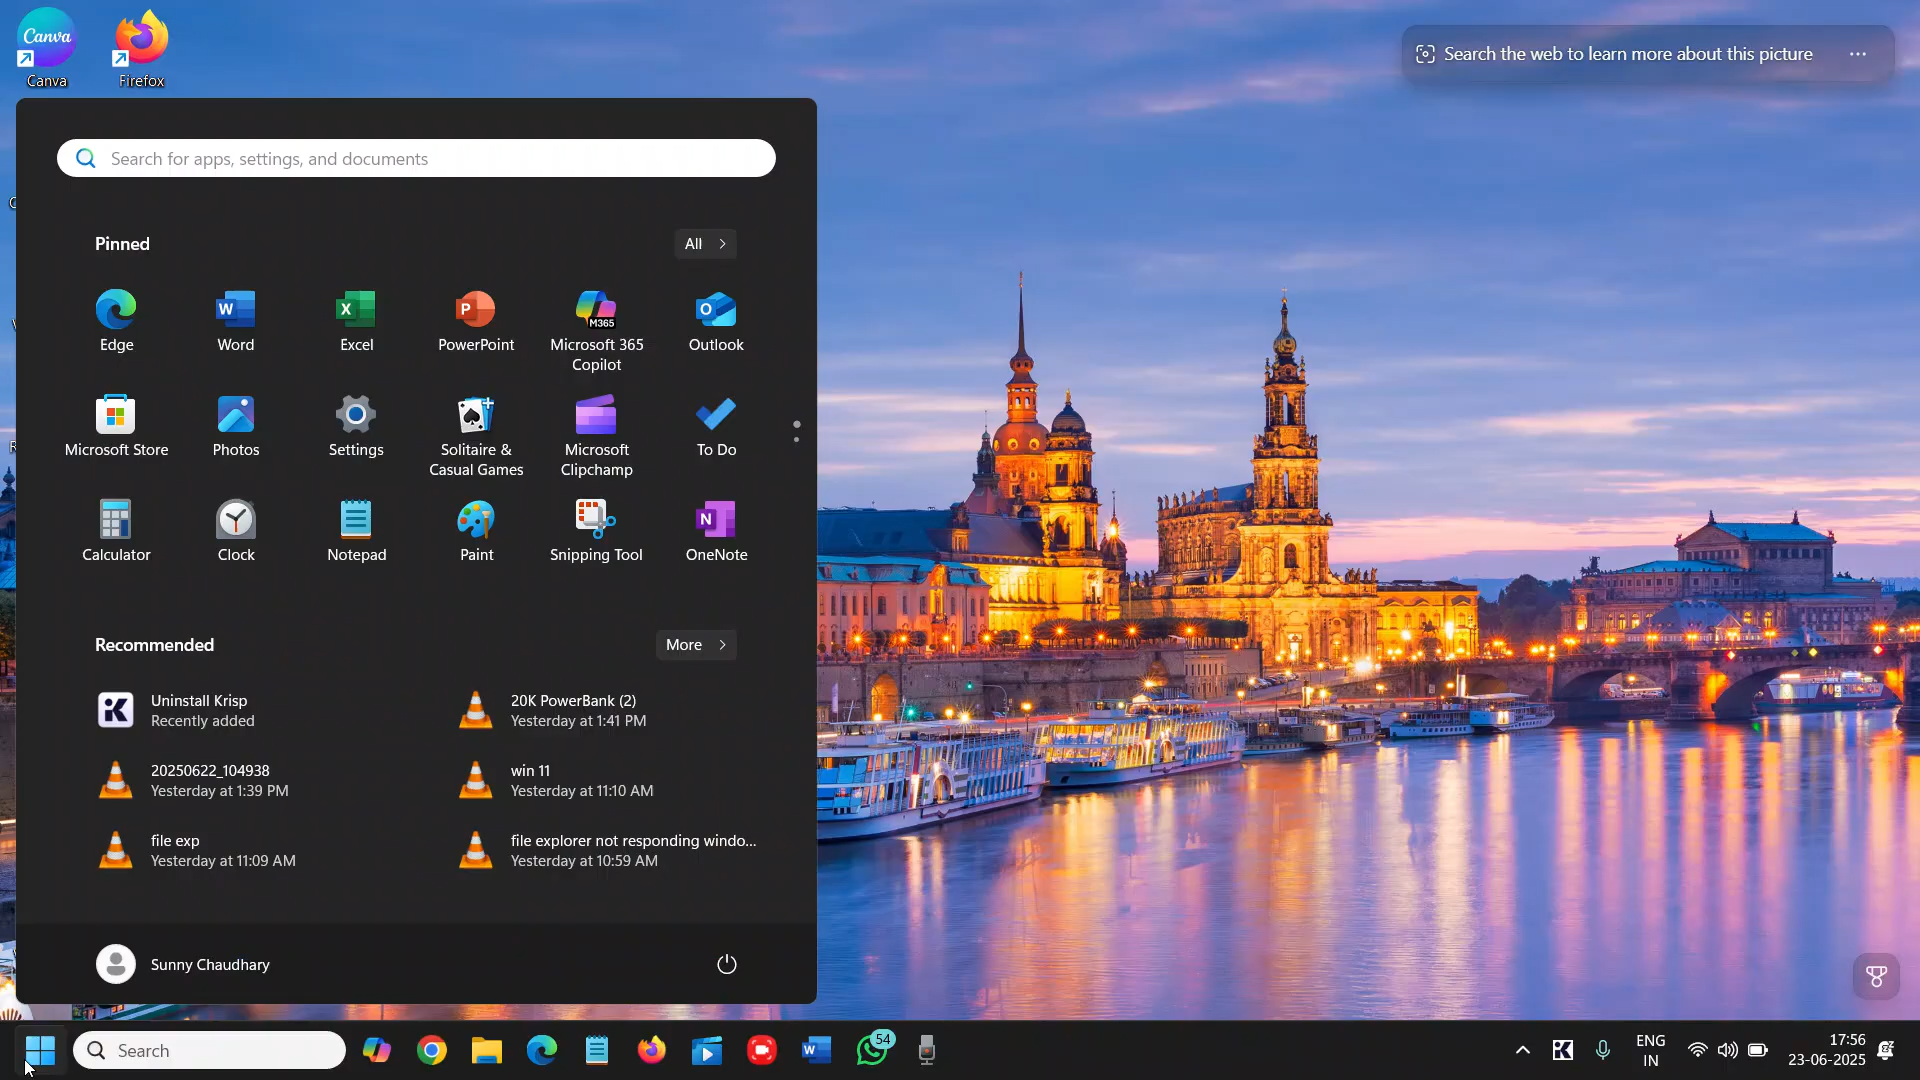 Canva
Canva
Firefox
Search the web to learn more about this picture
Search for apps, settings, and documents
Pinned
All
Edge
Word
Excel
PowerPoint
M365
Microsoft 365
Copilot
Outlook
Microsoft Store
Photos
Settings
Solitaire &
Casual Games
Microsoft
Clipchamp
To Do
Calculator
Clock
Notepad
Paint
Snipping Tool
OneNote
Recommended
More
Uninstall Krisp
Recently added
20K PowerBank (2)
Yesterday at 1:41 PM
20250622_104938
Yesterday at 1:39 PM
win 11
Yesterday at 11:10 AM
file exp
Yesterday at 11:09 AM
file explorer not responding windo...
Yesterday at 10:59 AM
Sunny Chaudhary
Search
54
ENG
IN
17:56
23-06-2025